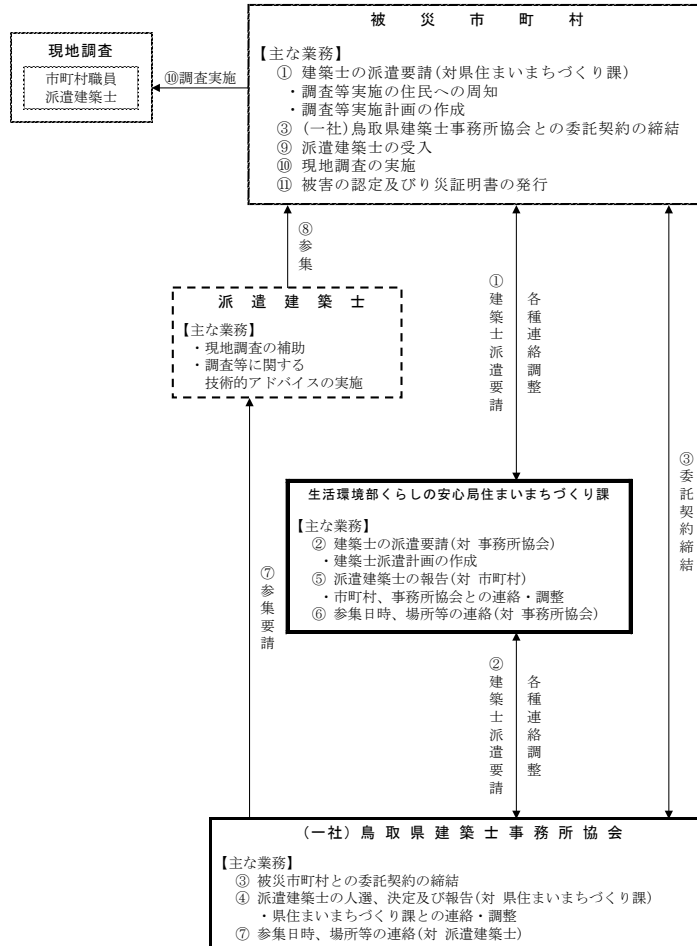 被災市町村
【主な業務】
① 建築士の派遣要請(対県住まいまちづくり課)
・調査等実施の住民への周知
・調査等実施計画の作成
③ (一社)鳥取県建築士事務所協会との委託契約の締結
⑨ 派遣建築士の受入
⑩ 現地調査の実施
⑪ 被害の認定及びり災証明書の発行
現地調査
市町村職員
派遣建築士
⑩調査実施
⑧参集
派遣建築士
【主な業務】
・現地調査の補助
・調査等に関する
技術的アドバイスの実施
①建築士派遣要請
各種連絡調整
③委託契約締結
生活環境部くらしの安心局住まいまちづくり課
【主な業務】
② 建築士の派遣要請(対 事務所協会)
・建築士派遣計画の作成
⑤ 派遣建築士の報告(対 市町村)
・市町村、事務所協会との連絡・調整
⑥ 参集日時、場所等の連絡(対 事務所協会)
⑦参集要請
②建築士派遣要請
各種連絡調整
(一社)鳥取県建築士事務所協会
【主な業務】
③ 被災市町村との委託契約の締結
④ 派遣建築士の人選、決定及び報告(対 県住まいまちづくり課)
・県住まいまちづくり課との連絡・調整
⑦ 参集日時、場所等の連絡(対 派遣建築士)